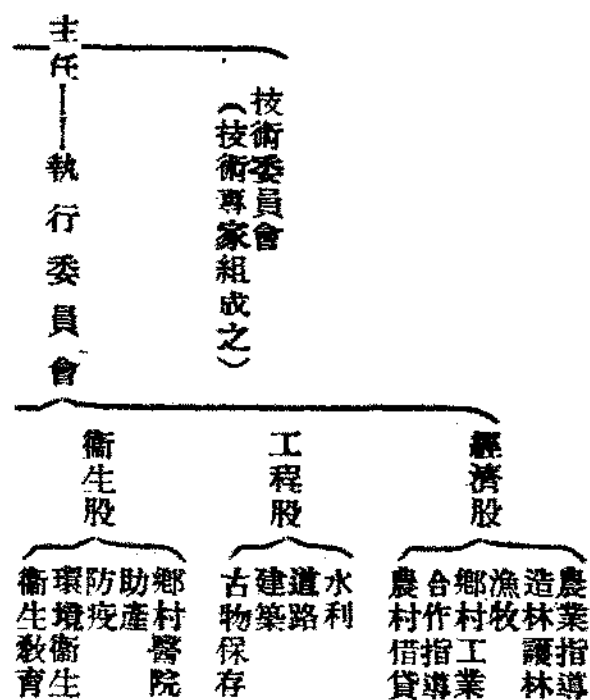 技術委員會
（技術專家組成之）
主任——執行委員會
經濟股
農業指導
造林護林
漁牧
鄉村工業
合作指導
農村借貸
工程股
水利
道路
建築
古物保存
衞生股
鄉村醫院
助產
防疫
環境衞生
衞生教育